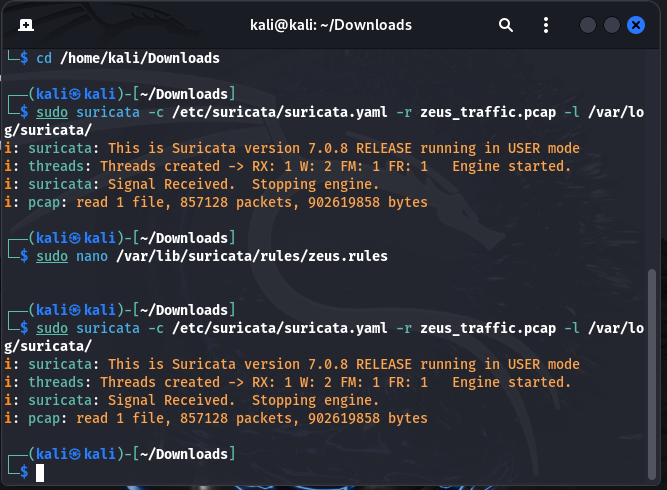 kali@kali: ~/Downloads
└─$ cd /home/kali/Downloads
┌──(kali㉿kali)-[~/Downloads]
└─$ sudo suricata -c /etc/suricata/suricata.yaml -r zeus_traffic.pcap -l /var/lo
g/suricata/
i: suricata: This is Suricata version 7.0.8 RELEASE running in USER mode
i: threads: Threads created -> RX: 1 W: 2 FM: 1 FR: 1   Engine started.
i: suricata: Signal Received.  Stopping engine.
i: pcap: read 1 file, 857128 packets, 902619858 bytes
┌──(kali㉿kali)-[~/Downloads]
└─$ sudo nano /var/lib/suricata/rules/zeus.rules
┌──(kali㉿kali)-[~/Downloads]
└─$ sudo suricata -c /etc/suricata/suricata.yaml -r zeus_traffic.pcap -l /var/lo
g/suricata/
i: suricata: This is Suricata version 7.0.8 RELEASE running in USER mode
i: threads: Threads created -> RX: 1 W: 2 FM: 1 FR: 1   Engine started.
i: suricata: Signal Received.  Stopping engine.
i: pcap: read 1 file, 857128 packets, 902619858 bytes
┌──(kali㉿kali)-[~/Downloads]
└─$